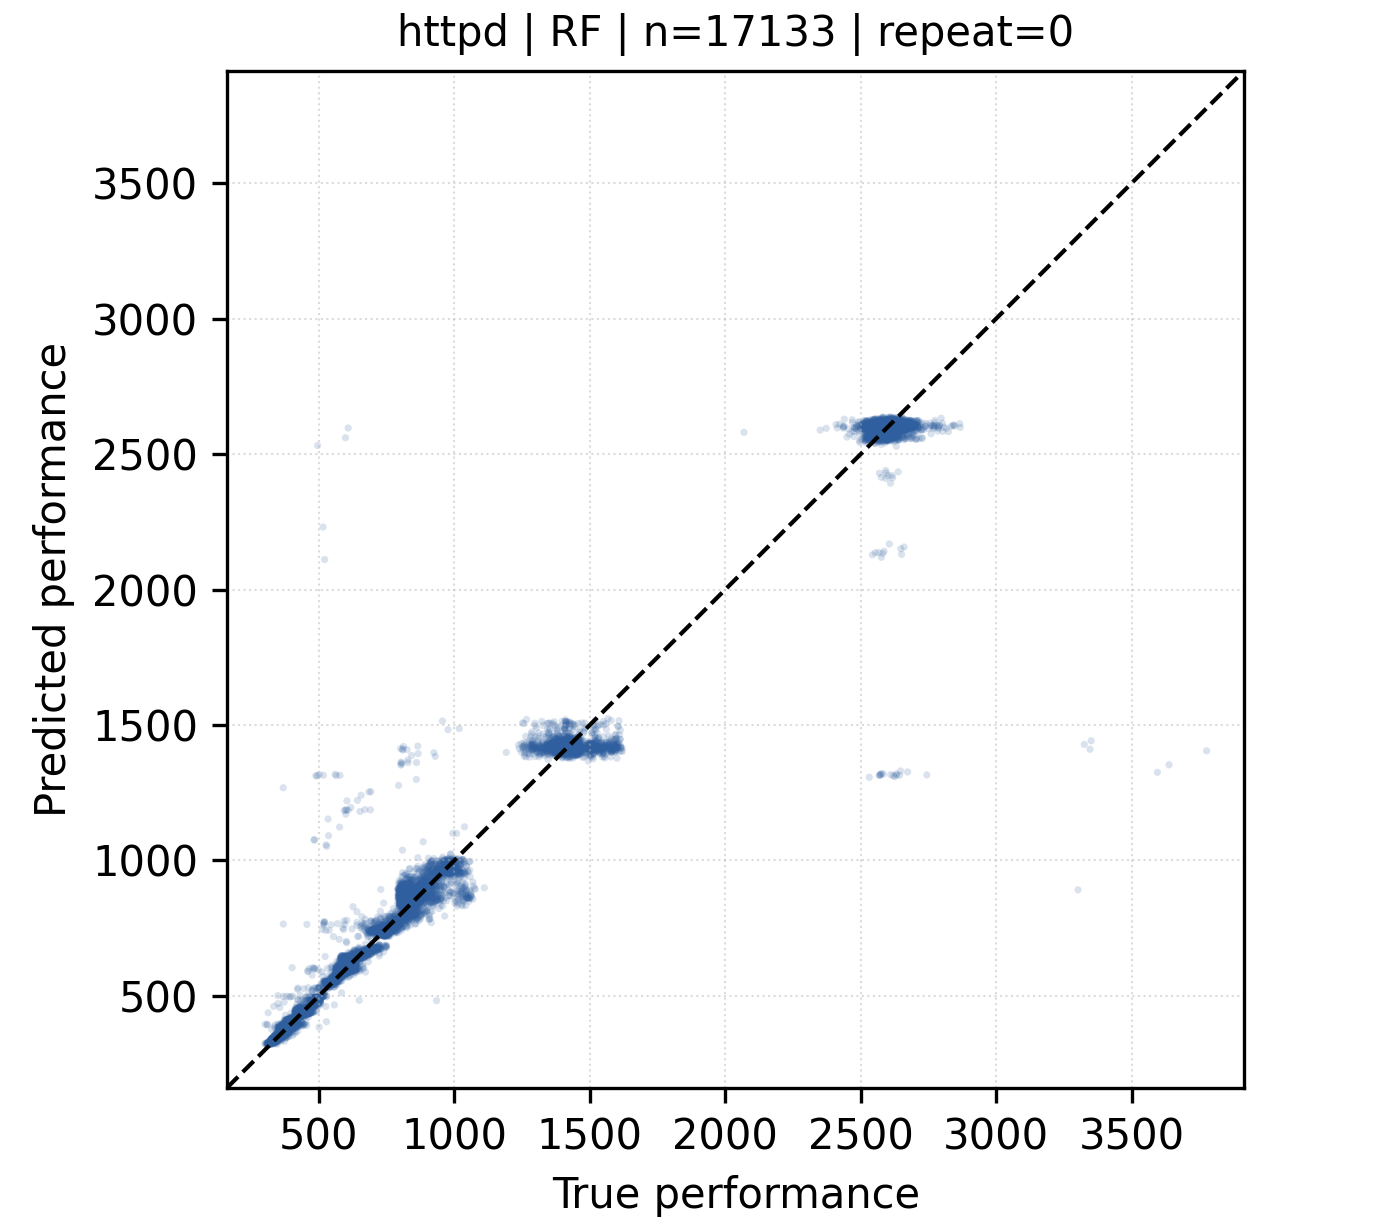 httpd | RF | n=17133 | repeat=0
Predicted performance
3500
3000
2500
2000
1500
1000
500
500 1000 1500 2000 2500 3000 3500
True performance